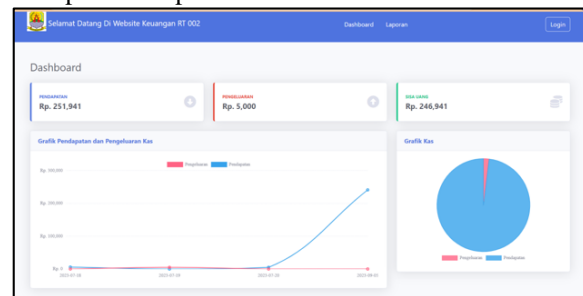 Selamat Datang Di Website Keuangan RT 002
Dashboard Laporan
Login
Dashboard
PENDAPATAN
Rp. 251,941
PENGELUARAN
Rp. 5,000
SISA UANG
Rp. 246,941
Grafik Pendapatan dan Pengeluaran Kas
Pengeluaran Pendapatan
Rp. 0
Grafik Kas
Pengeluaran Pendapatan